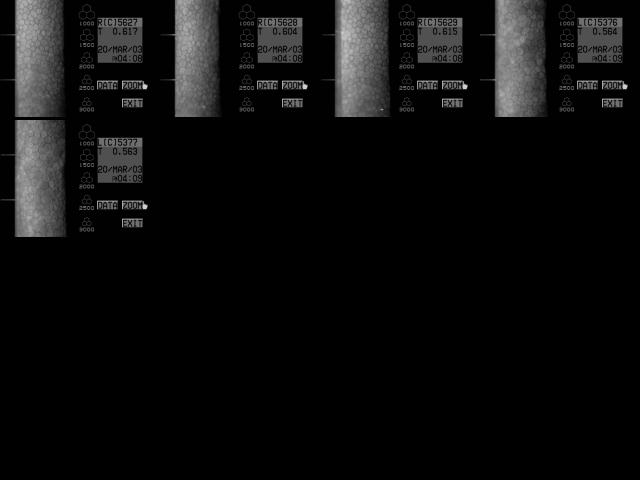 R(C)5627
T 0.617
20/MAR/03
PM04:08
1000
1500
2000
2500
3000
DATA ZOOM
EXIT
R(C)5628
T 0.604
20/MAR/03
PM04:08
1000
1500
2000
2500
3000
DATA ZOOM
EXIT
R(C)5629
T 0.615
20/MAR/03
PM04:08
1000
1500
2000
2500
3000
DATA ZOOM
EXIT
L(C)5376
T 0.564
20/MAR/03
PM04:09
1000
1500
2000
2500
3000
DATA ZOOM
EXIT
L(C)5377
T 0.563
20/MAR/03
PM04:09
1000
1500
2000
2500
3000
DATA ZOOM
EXIT